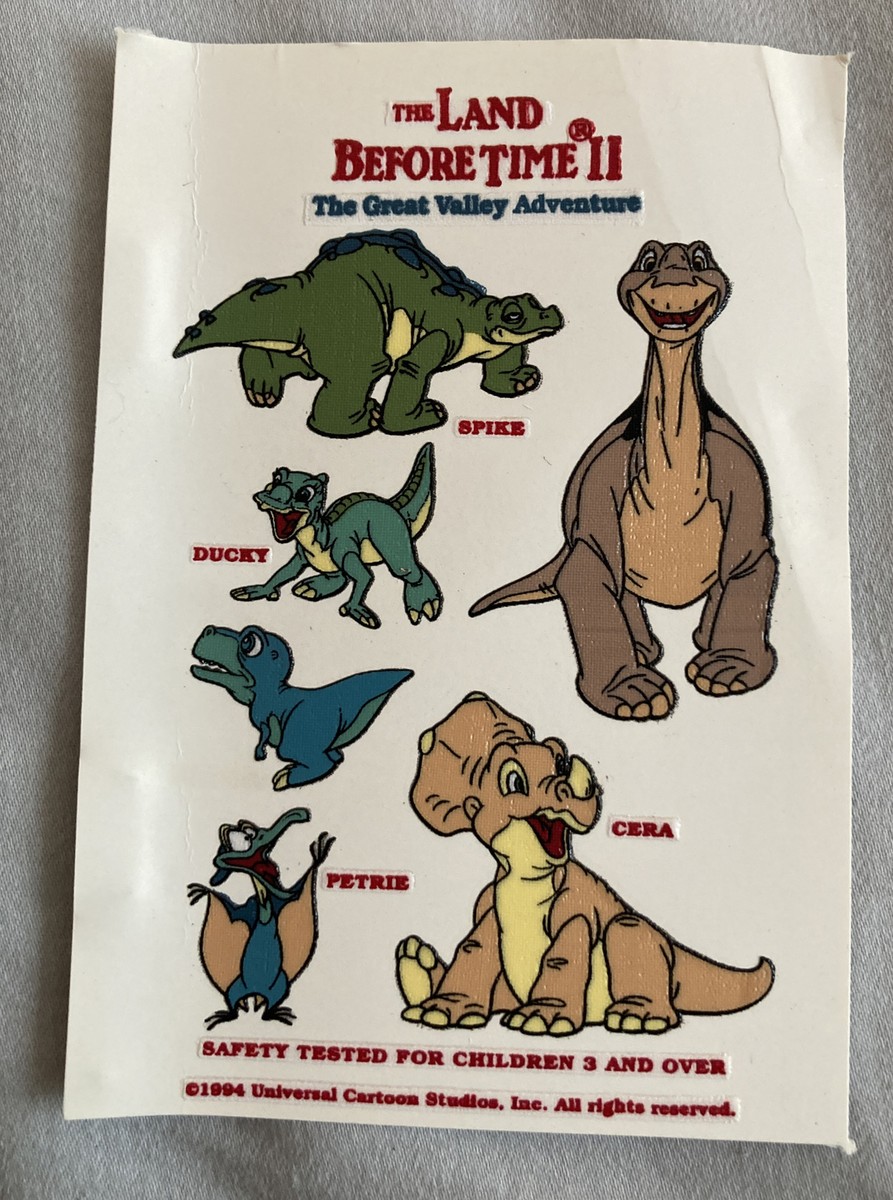 THE LAND
BEFORE TIME® II
The Great Valley Adventure
SPIKE
DUCKY
CERA
PETRIE
SAFETY TESTED FOR CHILDREN 3 AND OVER
©1994 Universal Cartoon Studios, Inc. All rights reserved.